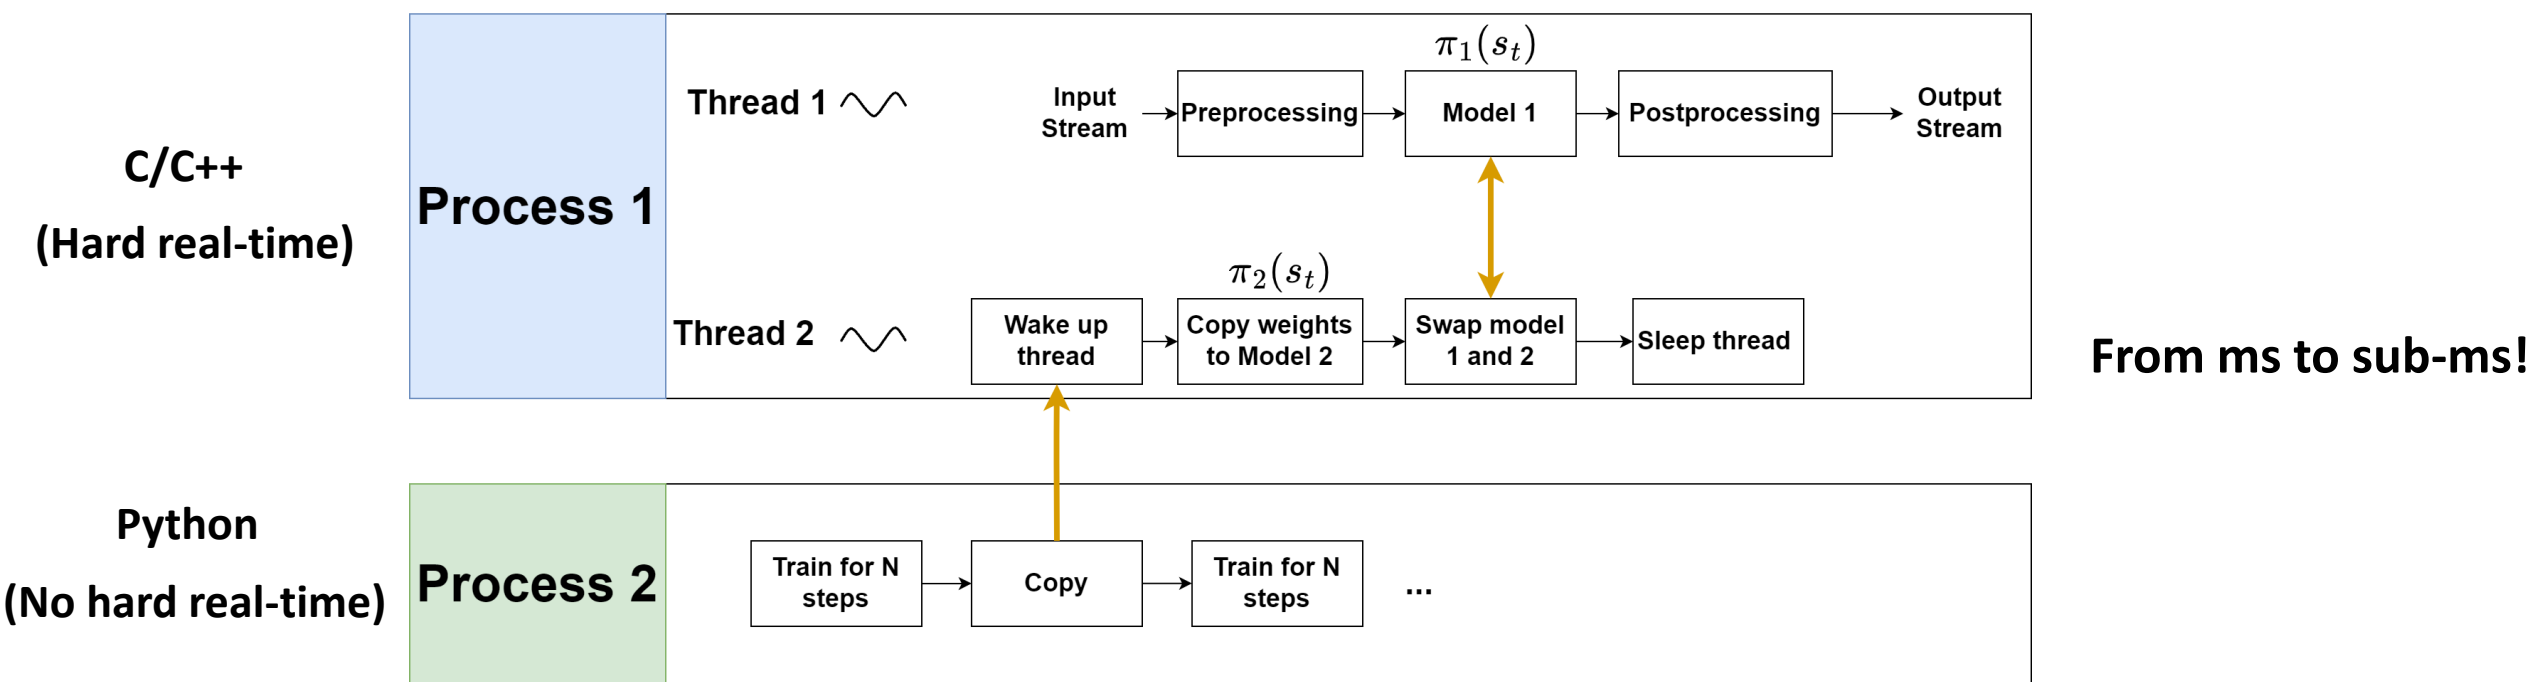 C/C++
(Hard real-time)
Process 1
Thread 1
Input
Stream
Preprocessing
π₁(sₜ)
Model 1
Postprocessing
Output
Stream
Thread 2
Wake up
thread
π₂(sₜ)
Copy weights
to Model 2
Swap model
1 and 2
Sleep thread
From ms to sub-ms!
Python
(No hard real-time)
Process 2
Train for N
steps
Copy
Train for N
steps
...